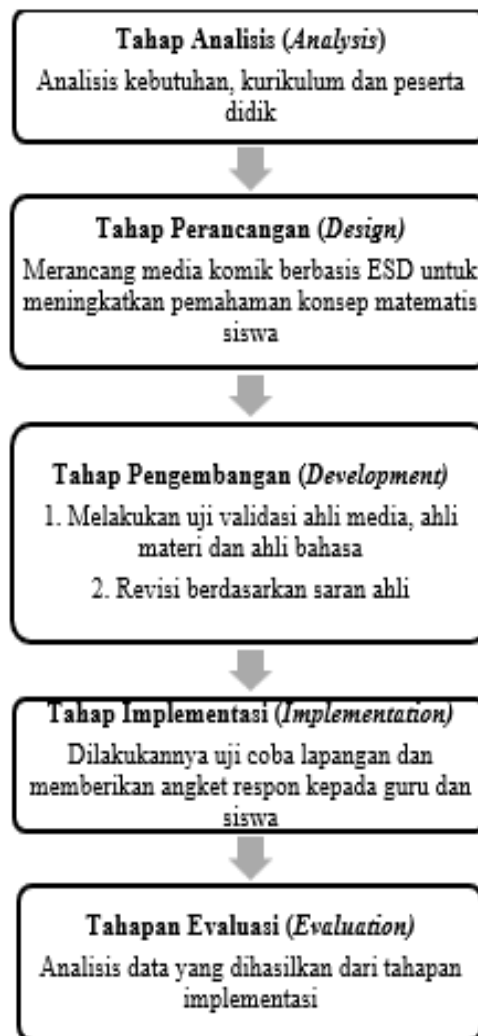 Tahap Analisis (Analysis)
Analisis kebutuhan, kurikulum dan peserta
didik
Tahap Perancangan (Design)
Merancang media komik berbasis ESD untuk
meningkatkan pemahaman konsep matematis
siswa
Tahap Pengembangan (Development)
1. Melakukan uji validasi ahli media, ahli
materi dan ahli bahasa
2. Revisi berdasarkan saran ahli
Tahap Implementasi (Implementation)
Dilakukannya uji coba lapangan dan
memberikan angket respon kepada guru dan
siswa
Tahapan Evaluasi (Evaluation)
Analisis data yang dihasilkan dari tahapan
implementasi